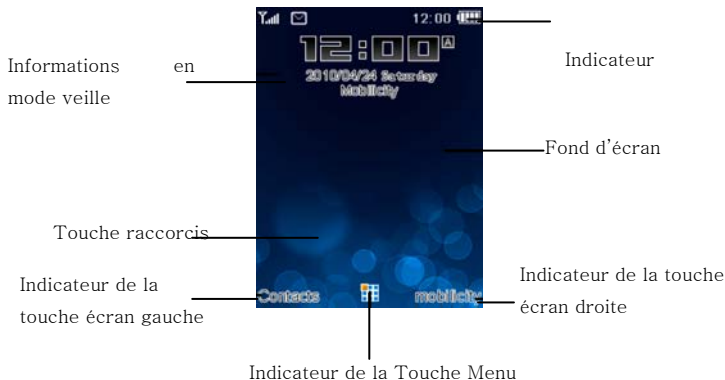 12:00
12:00 A
2010/04/24 Saturday
Mobilicity
Informations en
mode veille
Indicateur
Fond d'écran
Touche raccorcis
Indicateur de la
touche écran gauche
Contacts
mobilicity
Indicateur de la touche
écran droite
Indicateur de la Touche Menu